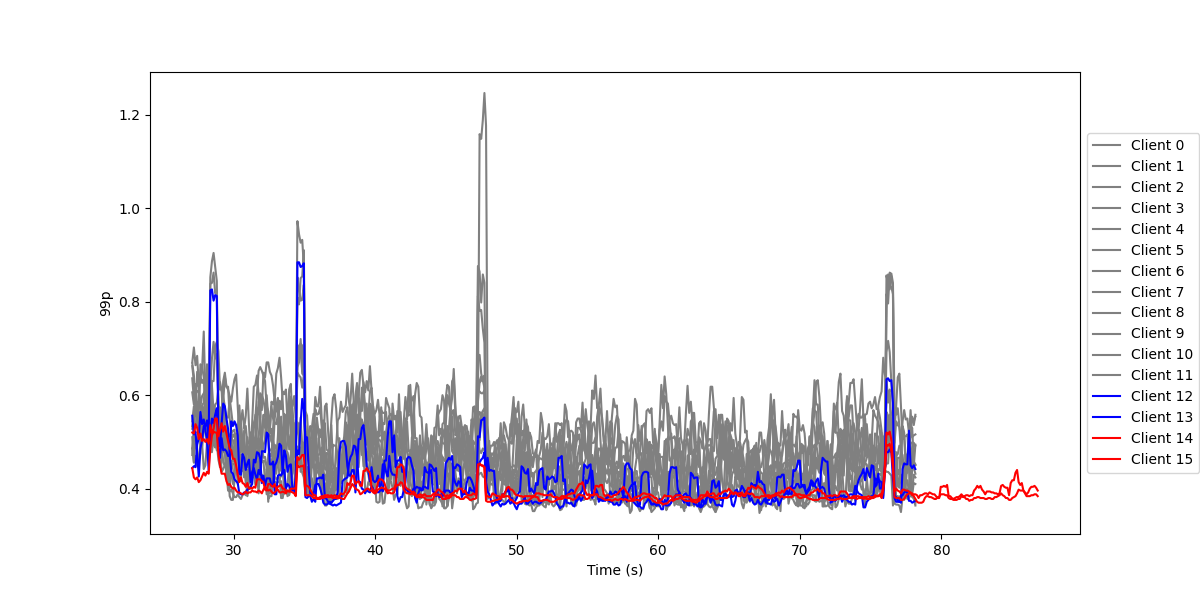 1.2
1.0
0.8
0.6
0.4
99p
30 40 50 60 70 80
Time (s)
Client 0
Client 1
Client 2
Client 3
Client 4
Client 5
Client 6
Client 7
Client 8
Client 9
Client 10
Client 11
Client 12
Client 13
Client 14
Client 15